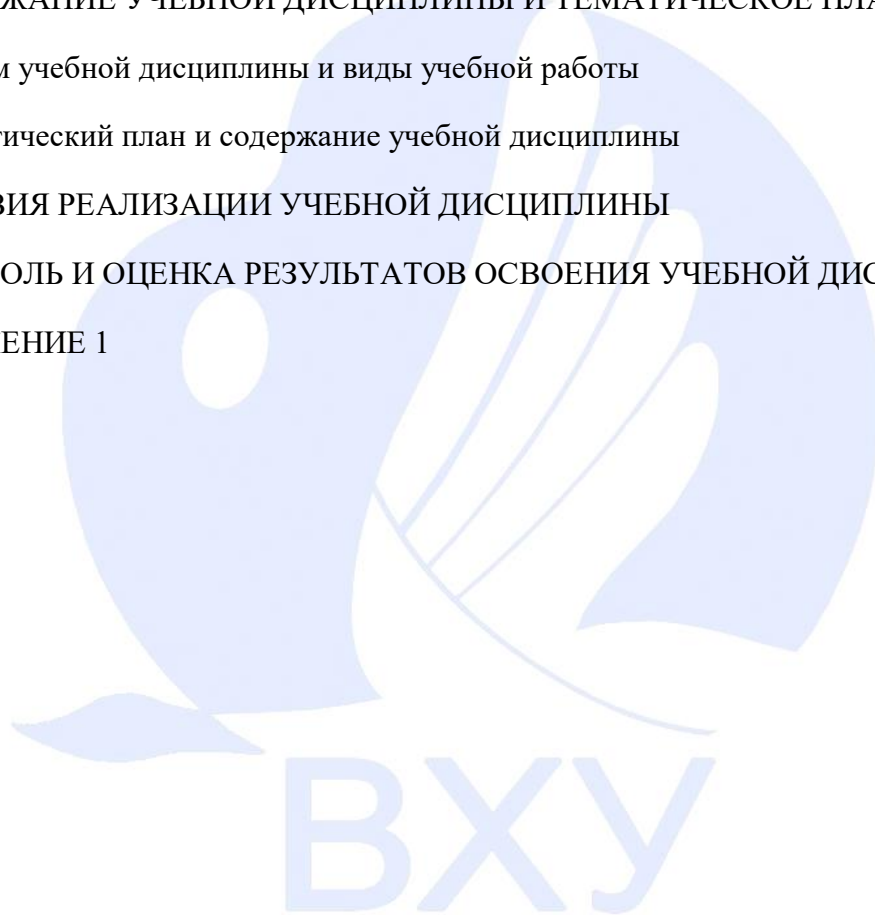 ЖАНИЕ УЧЕБНОЙ ДИСЦИПЛИНЫ И ТЕМАТИЧЕСКОЕ ПЛА
м учебной дисциплины и виды учебной работы
тический план и содержание учебной дисциплины
ВИЯ РЕАЛИЗАЦИИ УЧЕБНОЙ ДИСЦИПЛИНЫ
ОЛЬ И ОЦЕНКА РЕЗУЛЬТАТОВ ОСВОЕНИЯ УЧЕБНОЙ ДИС
ЕНИЕ 1
ВХУ